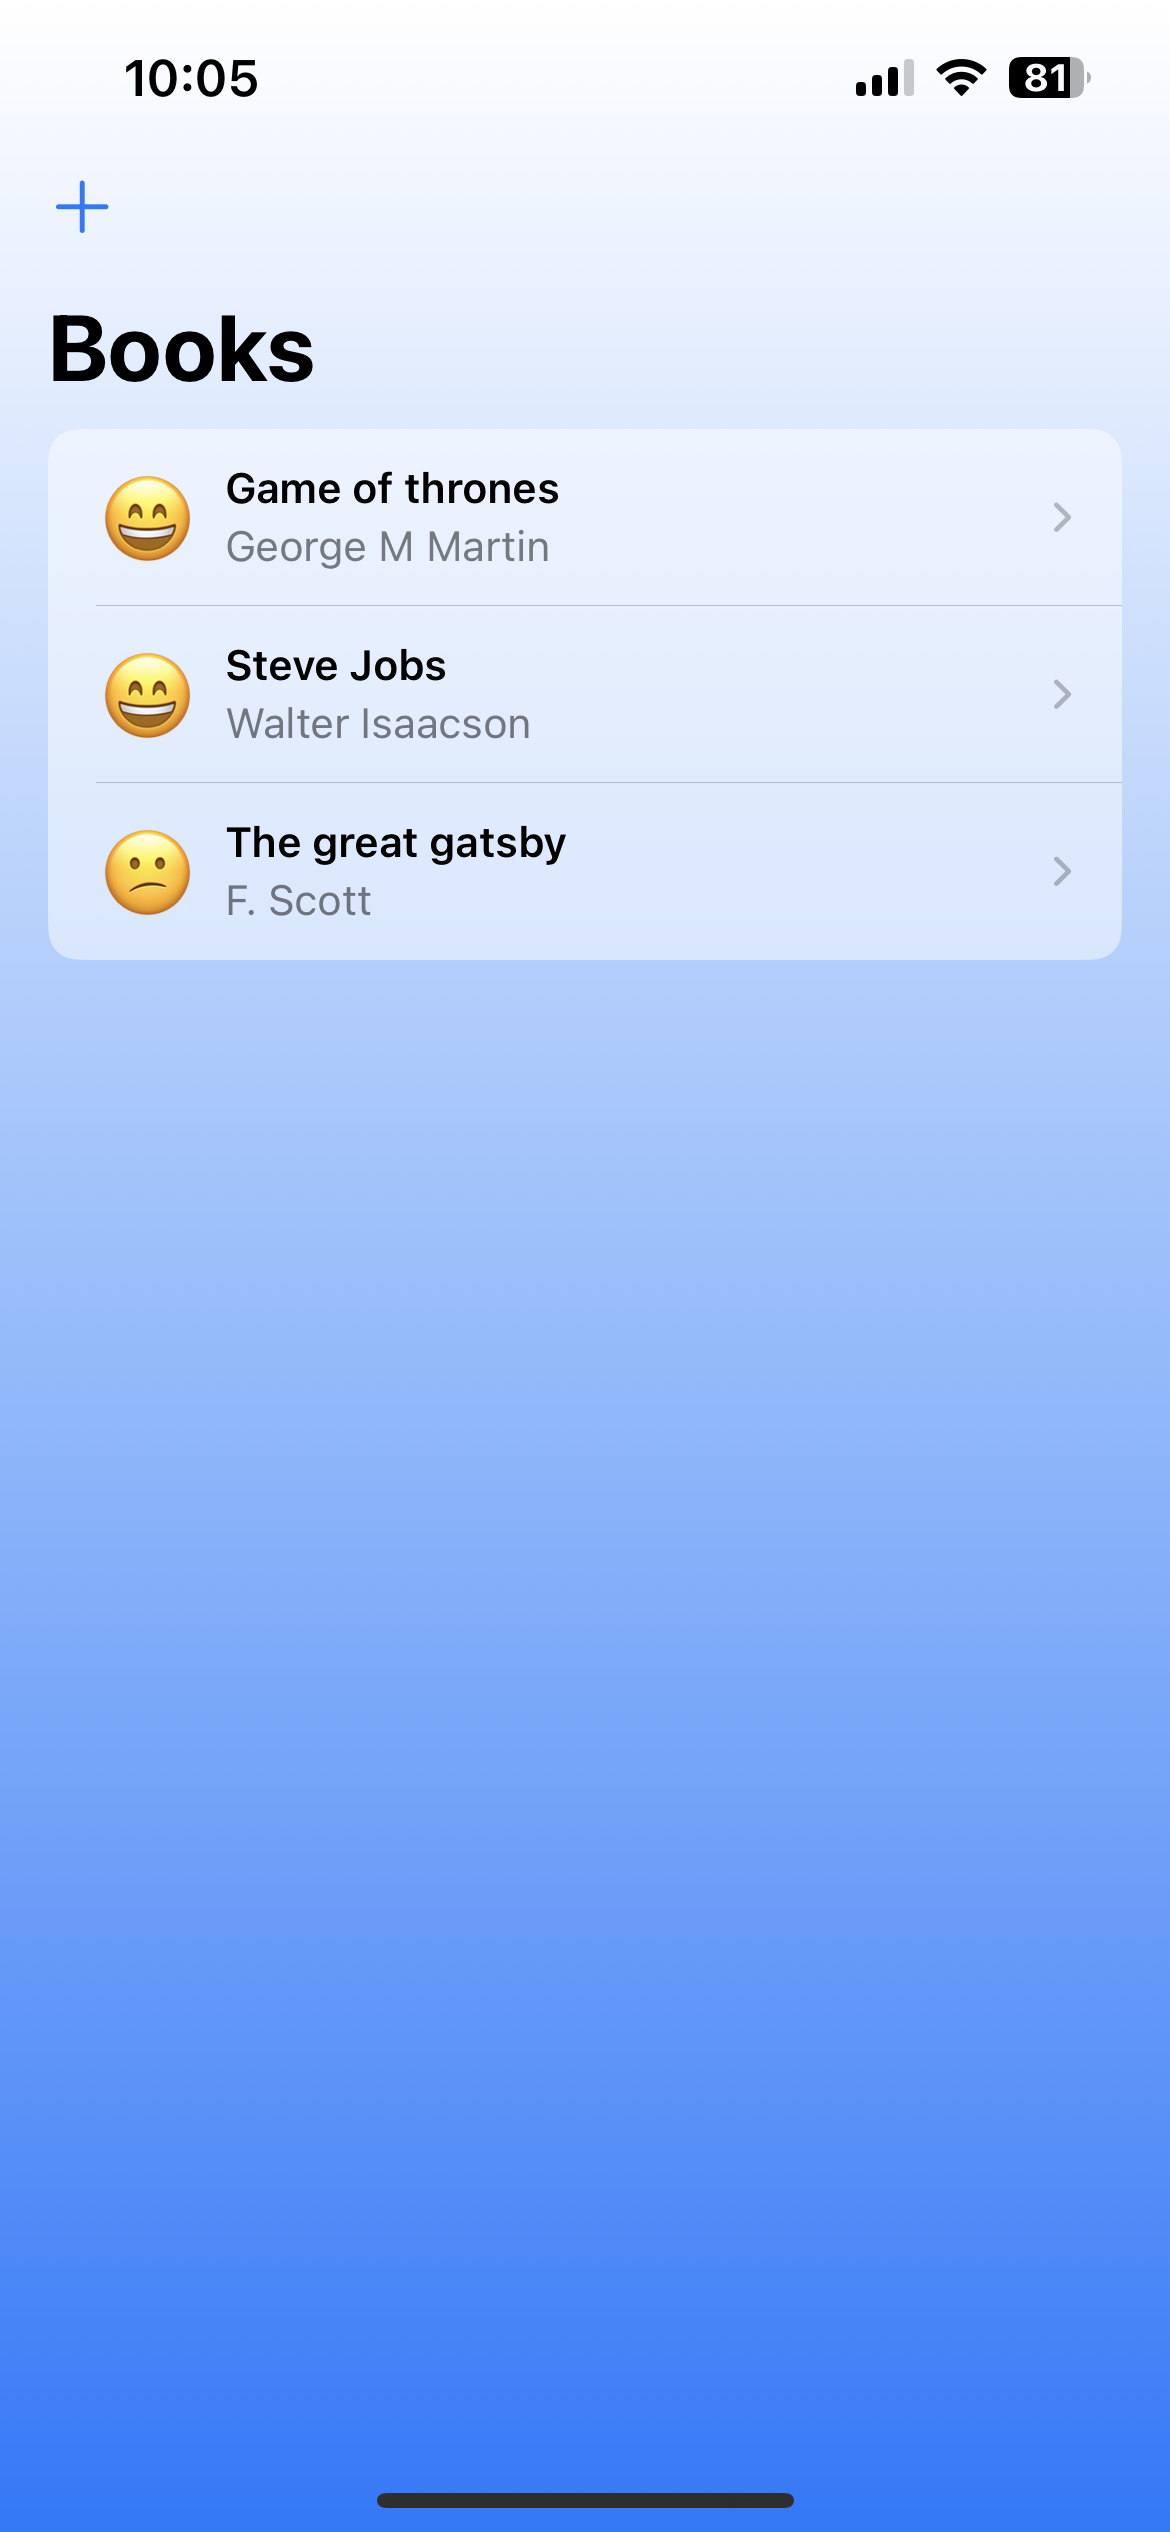 10:05
81
Books
Game of thrones
George M Martin
Steve Jobs
Walter Isaacson
The great gatsby
F. Scott